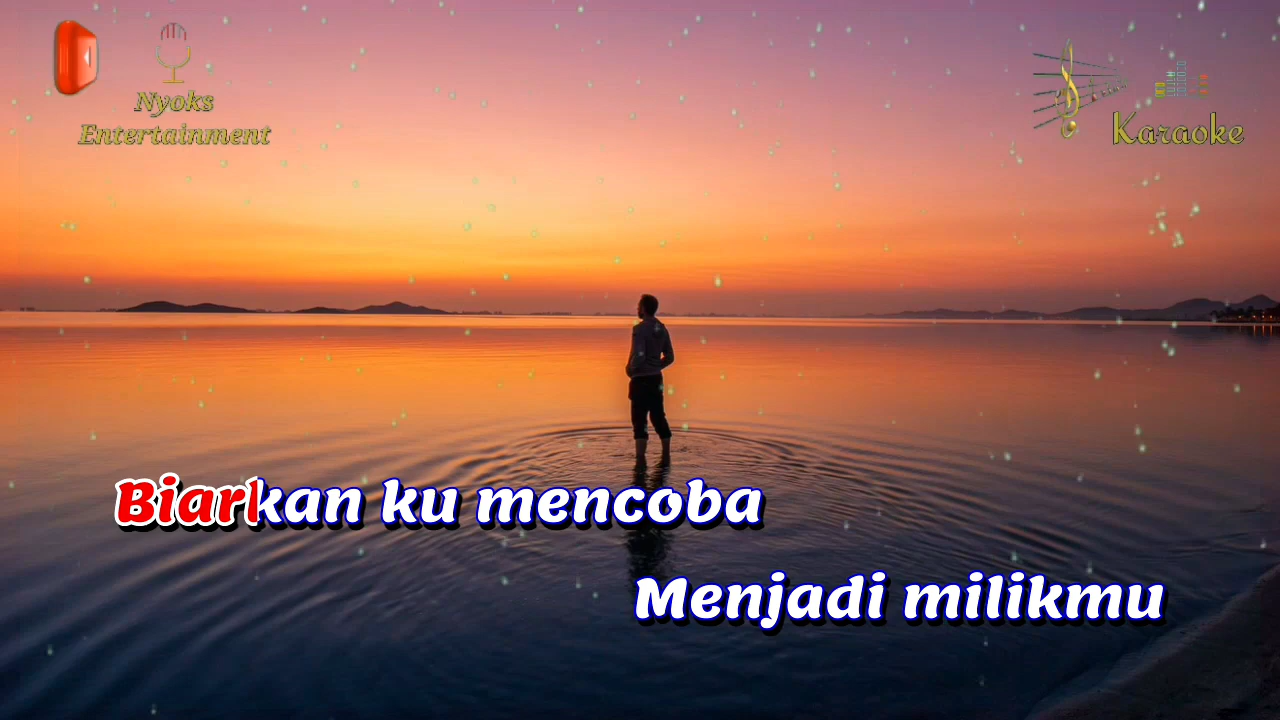 Nyoks
Entertainment
Karaoke
Biarkan ku mencoba
Menjadi milikmu